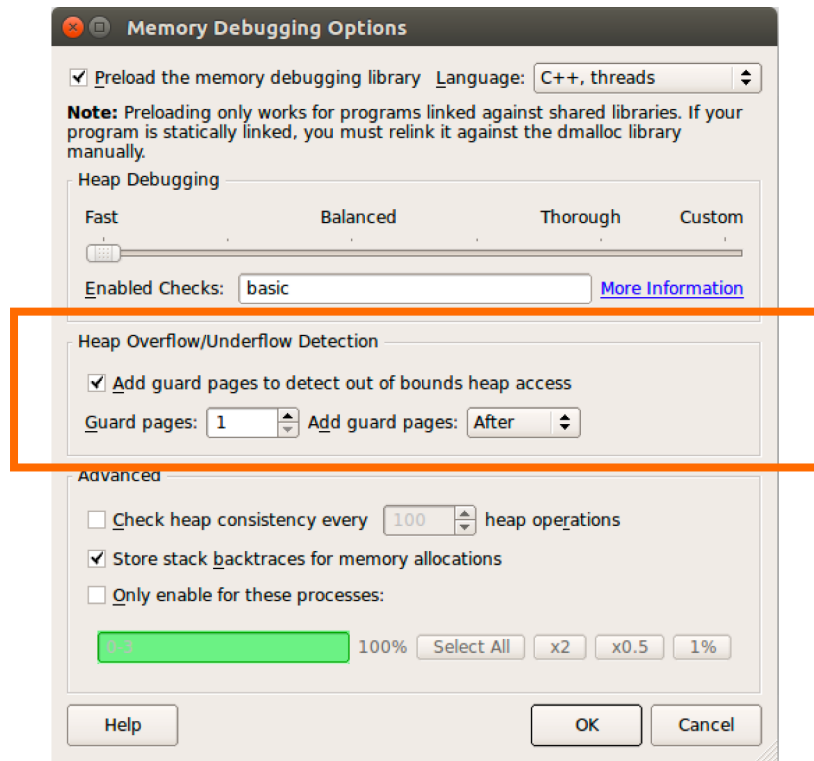 Memory Debugging Options
Preload the memory debugging library Language: C++, threads
Note: Preloading only works for programs linked against shared libraries. If your
program is statically linked, you must relink it against the dmalloc library
manually.
Heap Debugging
Fast Balanced Thorough Custom
Enabled Checks: basic More Information
Heap Overflow/Underflow Detection
Add guard pages to detect out of bounds heap access
Guard pages: 1 Add guard pages: After
Advanced
Check heap consistency every 100 heap operations
Store stack backtraces for memory allocations
Only enable for these processes:
100% Select All x2 x0.5 1%
Help OK Cancel